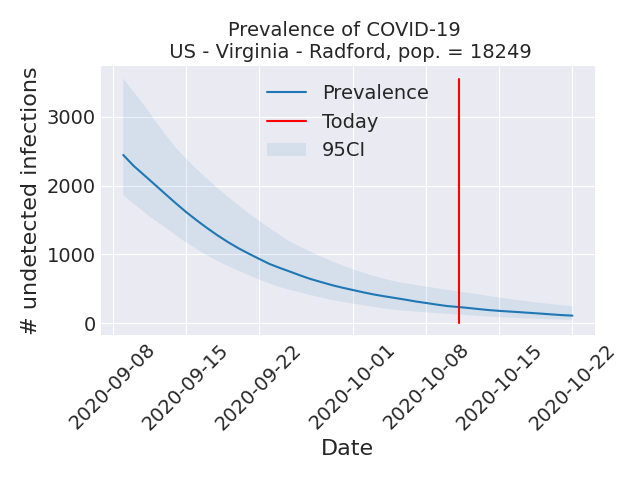 Prevalence of COVID-19
US - Virginia - Radford, pop. = 18249
# undetected infections
3000
2000
1000
0
Prevalence
Today
95CI
2020-09-08
2020-09-15
2020-09-22
2020-10-01
2020-10-08
2020-10-15
2020-10-22
Date